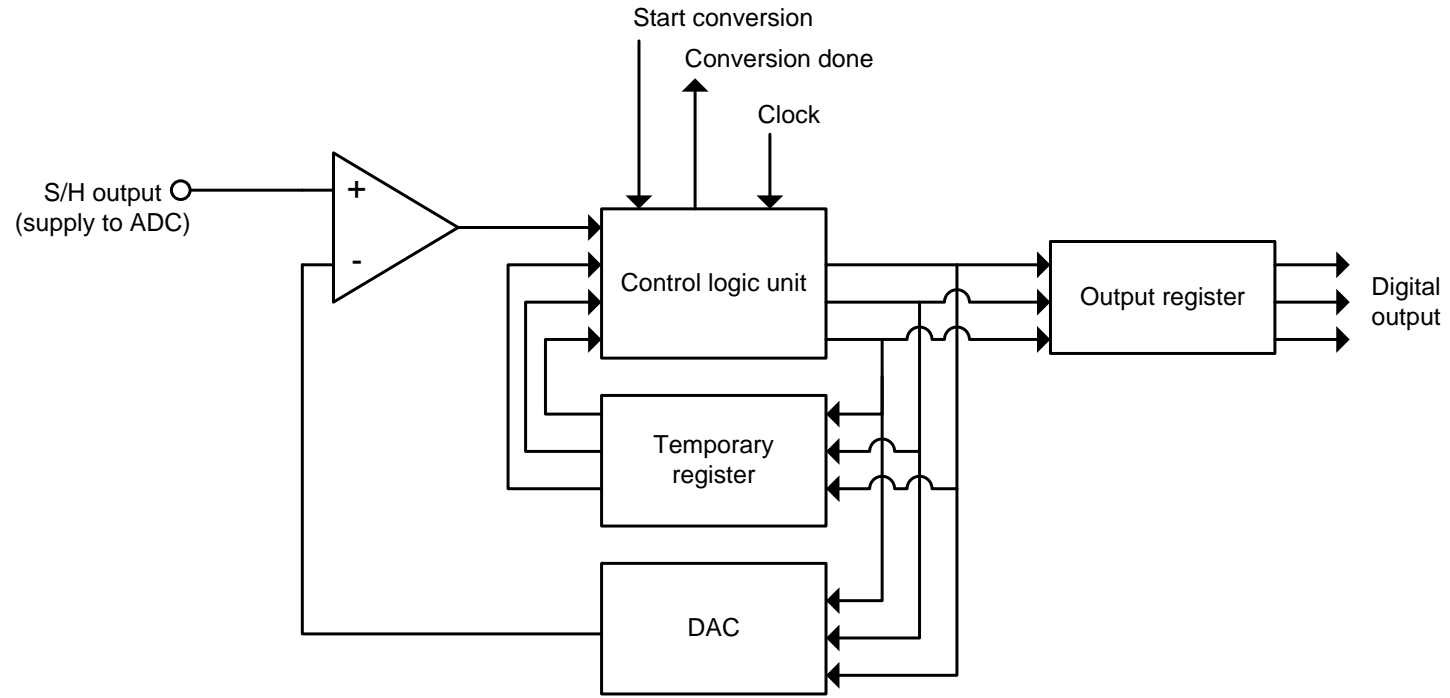 Start conversion
Conversion done
Clock
S/H output
(supply to ADC)
+
-
Control logic unit
Output register
Digital
output
Temporary
register
DAC